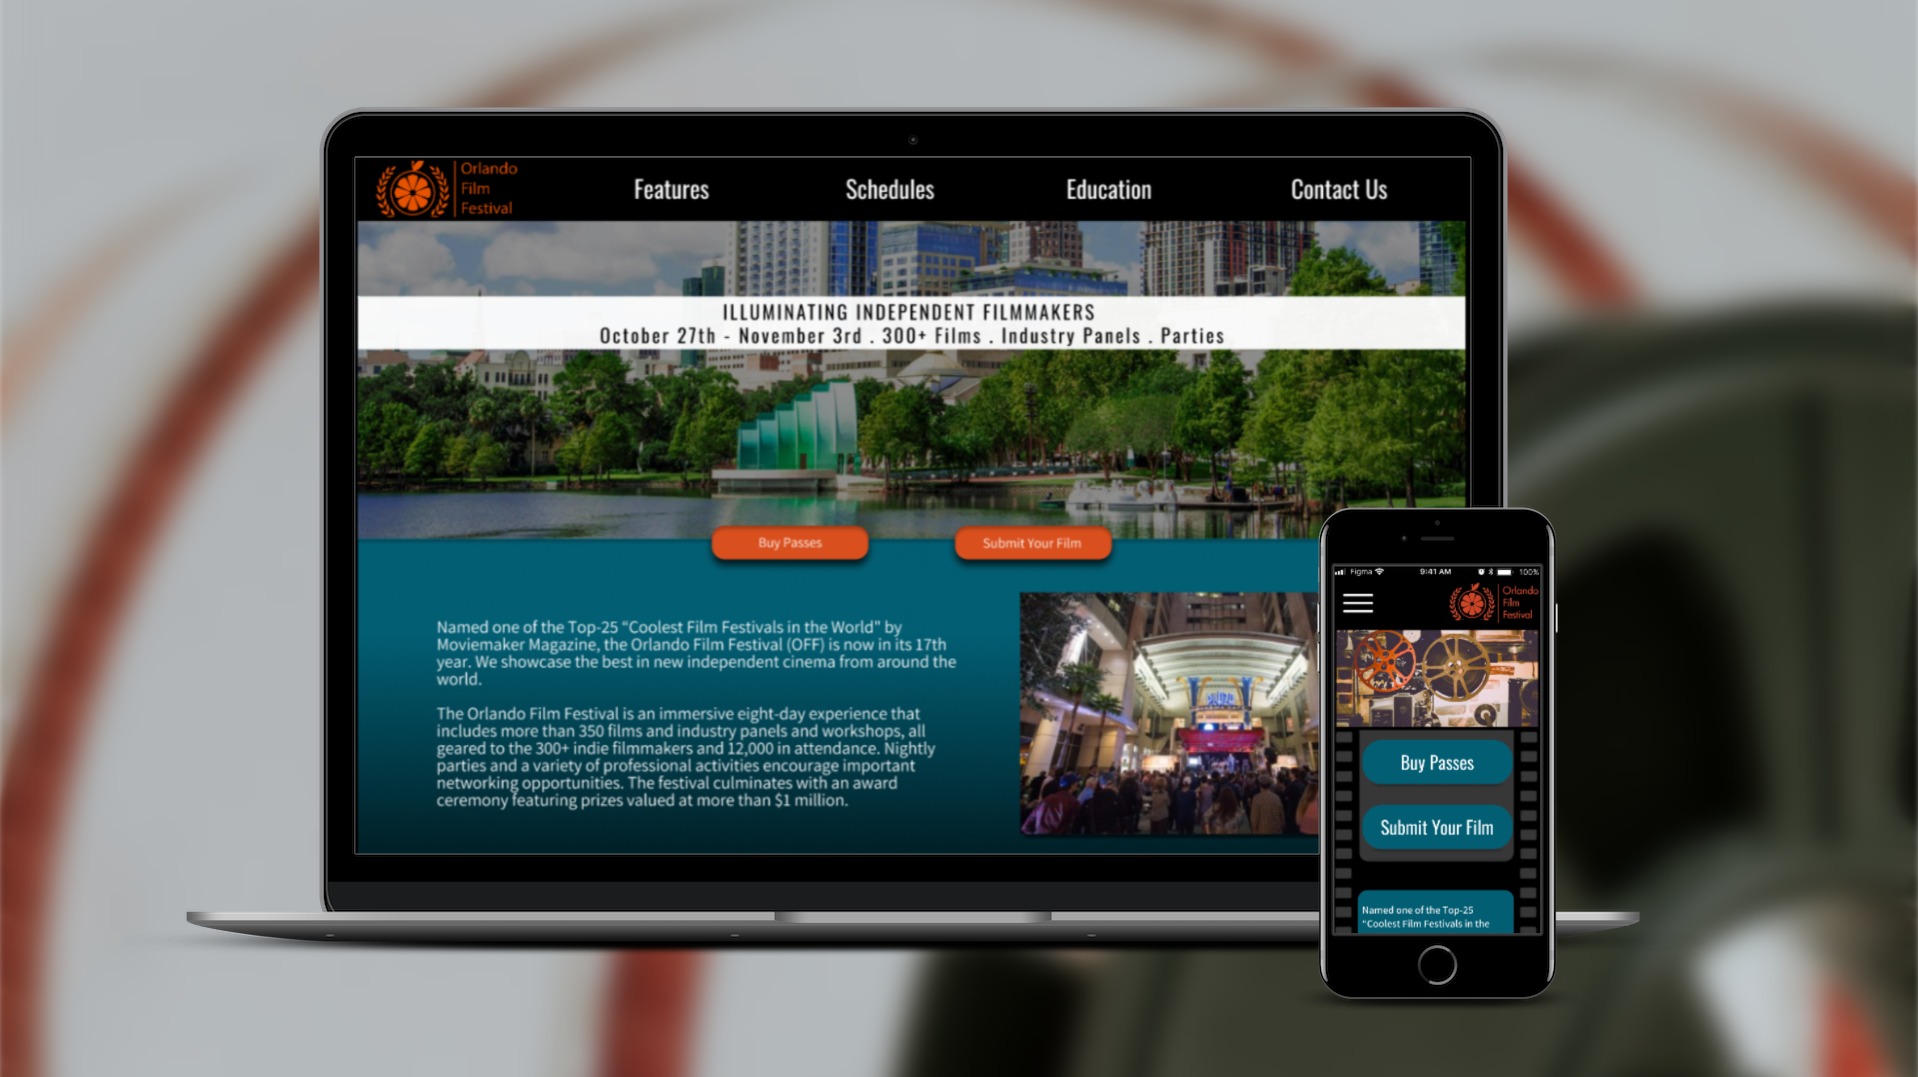 Orlando
Film
Festival
Features
Schedules
Education
Contact Us
ILLUMINATING INDEPENDENT FILMMAKERS
October 27th - November 3rd . 300+ Films . Industry Panels . Parties
Buy Passes
Submit Your Film
Named one of the Top-25 “Coolest Film Festivals in the World" by
Moviemaker Magazine, the Orlando Film Festival (OFF) is now in its 17th
year. We showcase the best in new independent cinema from around the
world.
The Orlando Film Festival is an immersive eight-day experience that
includes more than 350 films and industry panels and workshops, all
geared to the 300+ indie filmmakers and 12,000 in attendance. Nightly
parties and a variety of professional activities encourage important
networking opportunities. The festival culminates with an award
ceremony featuring prizes valued at more than $1 million.
Figma
9:41 AM
100%
Orlando
Film
Festival
Buy Passes
Submit Your Film
Named one of the Top-25
“Coolest Film Festivals in the